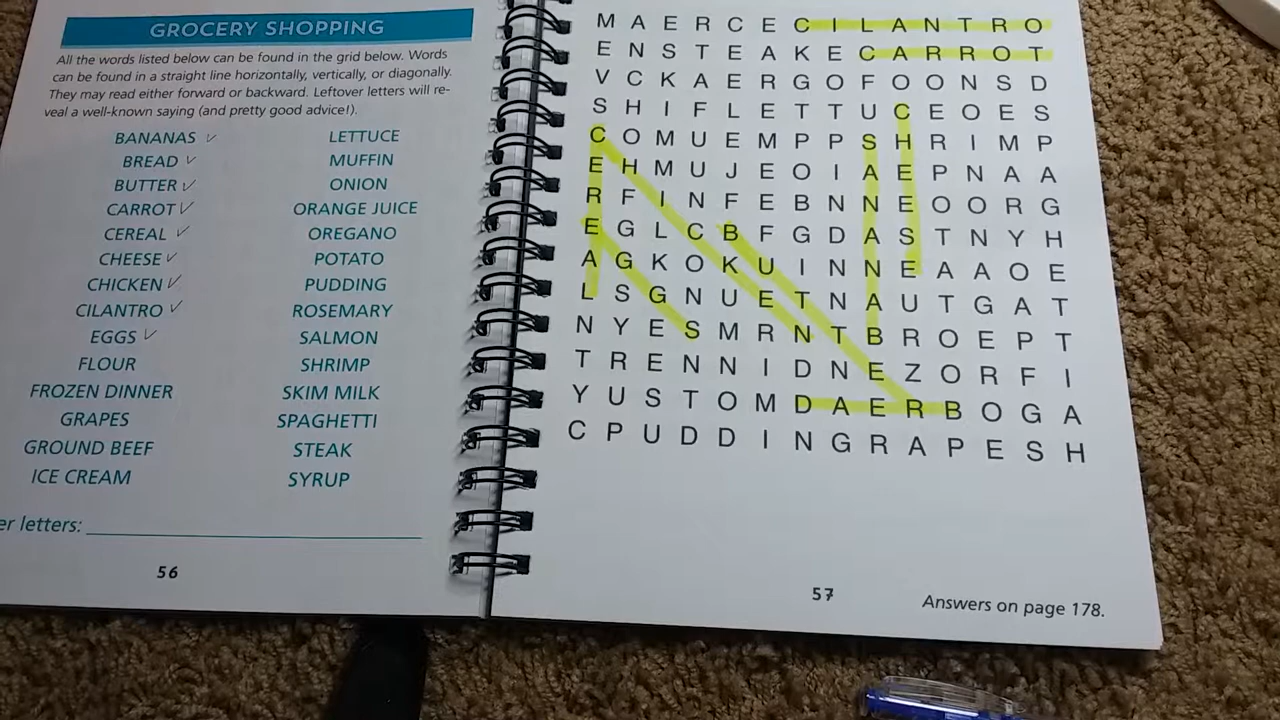 GROCERY SHOPPING
All the words listed below can be found in the grid below. Words
can be found in a straight line horizontally, vertically, or diagonally.
They may read either forward or backward. Leftover letters will re-
veal a well-known saying (and pretty good advice!).
BANANAS ✓ LETTUCE
BREAD ✓ MUFFIN
BUTTER ✓ ONION
CARROT ✓ ORANGE JUICE
CEREAL ✓ OREGANO
CHEESE ✓ POTATO
CHICKEN ✓ PUDDING
CILANTRO ✓ ROSEMARY
EGGS ✓ SALMON
FLOUR SHRIMP
FROZEN DINNER SKIM MILK
GRAPES SPAGHETTI
GROUND BEEF STEAK
ICE CREAM SYRUP
er letters:
56
M A E R C E C I L A N T R O
E N S T E A K E C A R R O T
V C K A E R G O F O O N S D
S H I F L E T T U C E O E S
C O M U E M P P S H R I M P
E H M U J E O I A E P N A A
R F I N F E B N N E O O R G
E G L C B F G D A S T N Y H
A G K O K U I N N E A A O E
L S G N U E T N A U T G A T
N Y E S M R N T B R O E P T
T R E N N I D N E Z O R F I
Y U S T O M D A E R B O G A
C P U D D I N G R A P E S H
57
Answers on page 178.